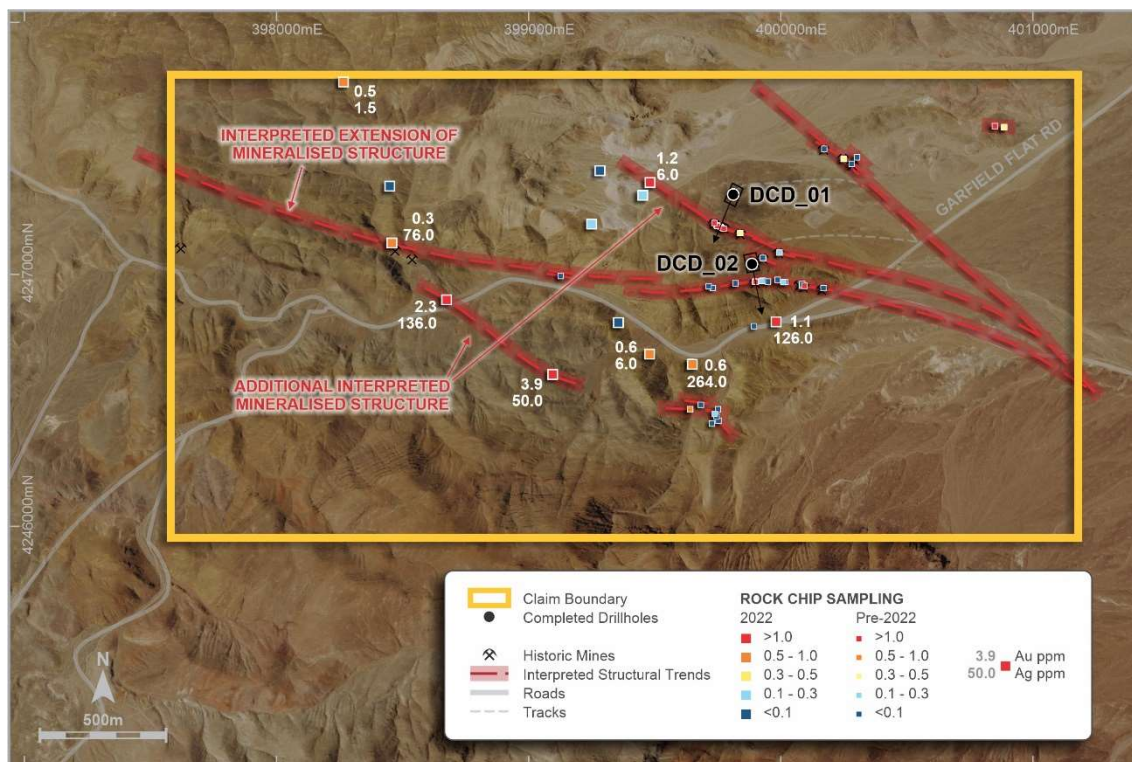 398000mE
399000mE
400000mE
401000mE
4247000mN
4246000mN
0.5
1.5
INTERPRETED EXTENSION OF
MINERALISED STRUCTURE
1.2
6.0
DCD_01
GARFIELD FLAT RD
0.3
76.0
DCD_02
2.3
136.0
1.1
126.0
0.6
6.0
0.6
264.0
ADDITIONAL INTERPRETED
MINERALISED STRUCTURE
3.9
50.0
N
500m
Claim Boundary
Completed Drillholes
Historic Mines
Interpreted Structural Trends
Roads
Tracks
ROCK CHIP SAMPLING
2022
>1.0
0.5 - 1.0
0.3 - 0.5
0.1 - 0.3
<0.1
Pre-2022
>1.0
0.5 - 1.0
0.3 - 0.5
0.1 - 0.3
<0.1
3.9 Au ppm
50.0 Ag ppm